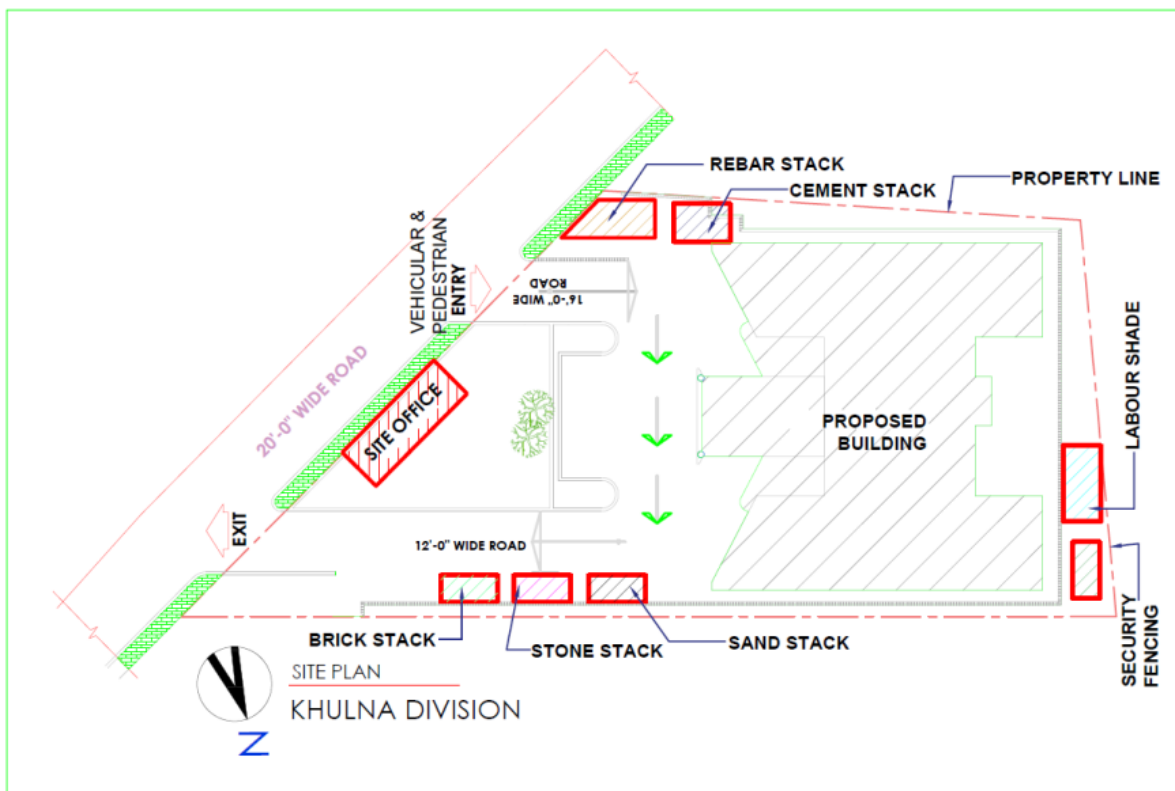 REBAR STACK
CEMENT STACK
PROPERTY LINE
VEHICULAR &
PEDESTRIAN
ENTRY
16'-0" WIDE
ROAD
20'-0" WIDE ROAD
SITE OFFICE
PROPOSED
BUILDING
LABOUR SHADE
EXIT
12'-0" WIDE ROAD
BRICK STACK
STONE STACK
SAND STACK
SECURITY
FENCING
SITE PLAN
KHULNA DIVISION
N